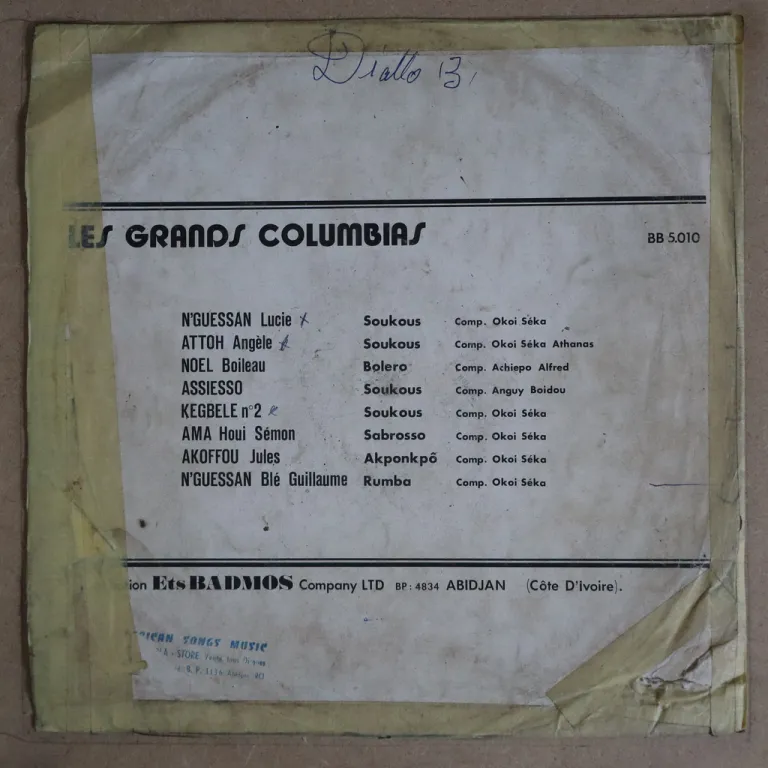 Diallo B,
LES GRANDS COLUMBIAS
BB 5.010
N'GUESSAN Lucie Soukous Comp. Okoi Séka
ATTOH Angèle Soukous Comp. Okoi Séka Athanas
NOEL Boileau Bolero Comp. Achiepo Alfred
ASSIESSO Soukous Comp. Anguy Boidou
KEGBELE n°2 Soukous Comp. Okoi Séka
AMA Houi Sémon Sabrosso Comp. Okoi Séka
AKOFFOU Jules Akponkpô Comp. Okoi Séka
N'GUESSAN Blé Guillaume Rumba Comp. Okoi Séka
ion Ets BADMOS Company LTD BP: 4834 ABIDJAN (Côte D'Ivoire).
RICAN SONGS MUSIC
STORE